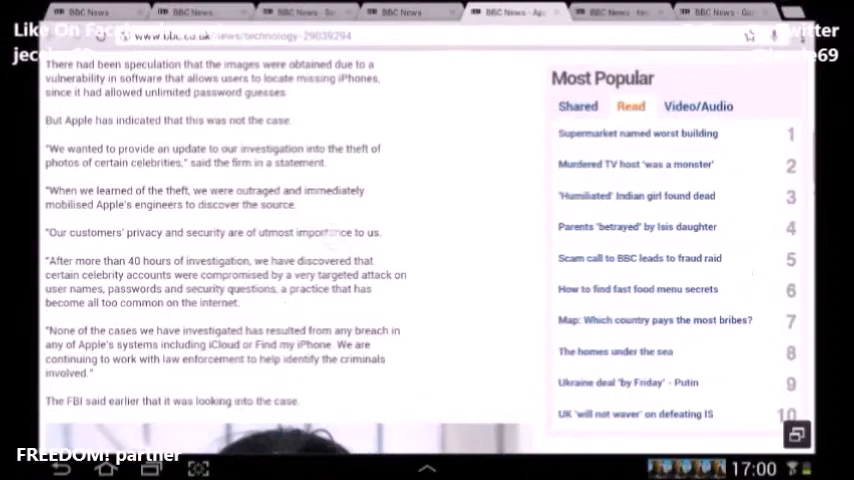 BBC News
BBC News
BBC News - S
BBC News
BBC News - Ap
BBC News
BBC News - Gu
Like On Facebook
Twitter
www.bbc.co.uk/news/technology-29039294
There had been speculation that the images were obtained due to a
vulnerability in software that allows users to locate missing iPhones,
since it had allowed unlimited password guesses.
But Apple has indicated that this was not the case.
"We wanted to provide an update to our investigation into the theft of
photos of certain celebrities," said the firm in a statement.
"When we learned of the theft, we were outraged and immediately
mobilised Apple's engineers to discover the source.
"Our customers' privacy and security are of utmost importance to us.
"After more than 40 hours of investigation, we have discovered that
certain celebrity accounts were compromised by a very targeted attack on
user names, passwords and security questions, a practice that has
become all too common on the internet.
"None of the cases we have investigated has resulted from any breach in
any of Apple's systems including iCloud or Find my iPhone. We are
continuing to work with law enforcement to help identify the criminals
involved."
The FBI said earlier that it was looking into the case.
Most Popular
Shared Read Video/Audio
Supermarket named worst building 1
Murdered TV host 'was a monster' 2
'Humiliated' Indian girl found dead 3
Parents 'betrayed' by Isis daughter 4
Scam call to BBC leads to fraud raid 5
How to find fast food menu secrets 6
Map: Which country pays the most bribes? 7
The homes under the sea 8
Ukraine deal 'by Friday' - Putin 9
UK 'will not waver' on defeating IS 10
FREEDOM! partner
17:00